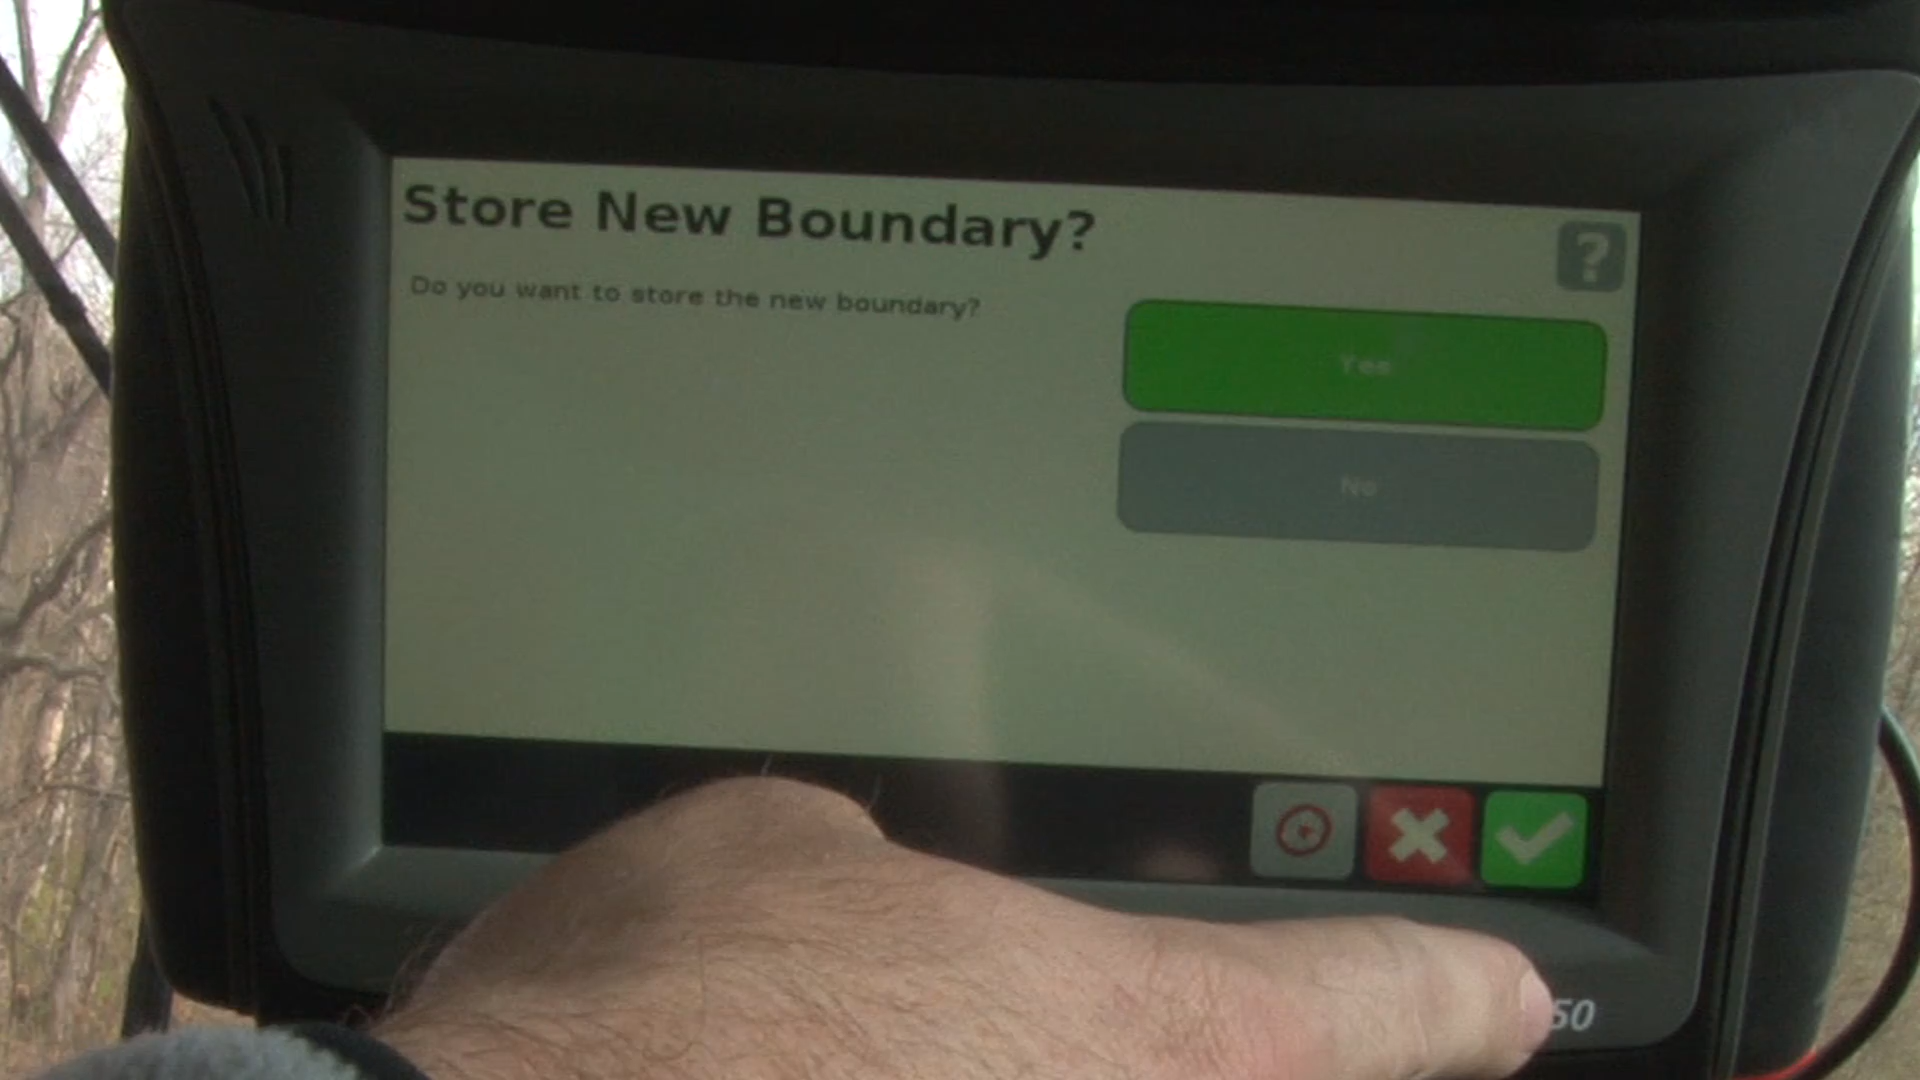 Store New Boundary?
?
Do you want to store the new boundary?
Yes
No
50